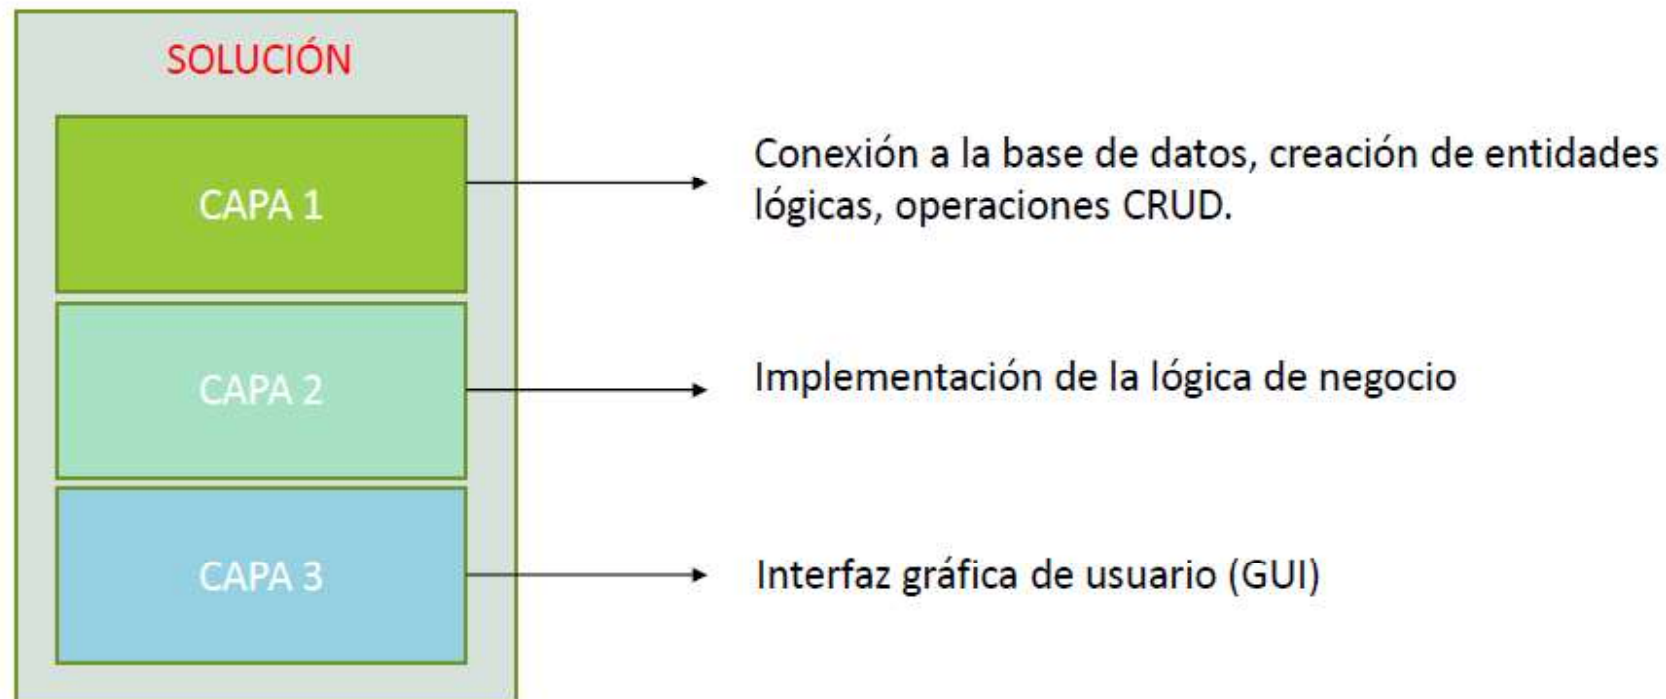 SOLUCIÓN
CAPA 1
Conexión a la base de datos, creación de entidades
lógicas, operaciones CRUD.
CAPA 2
Implementación de la lógica de negocio
CAPA 3
Interfaz gráfica de usuario (GUI)